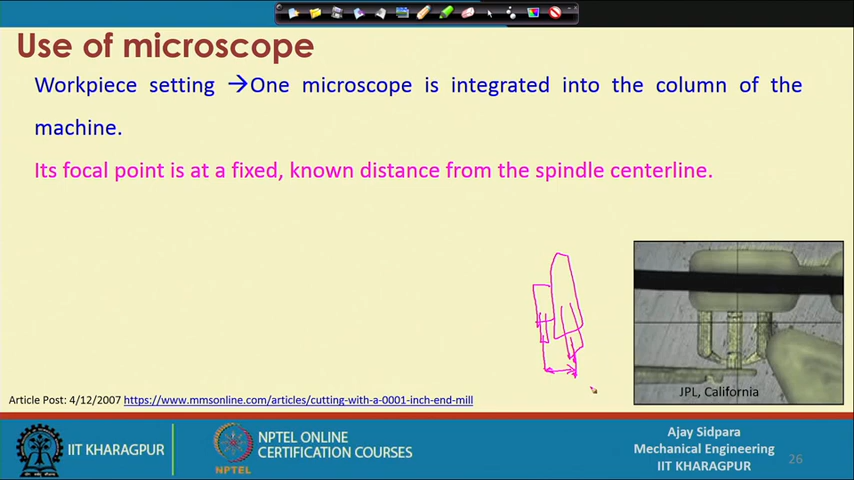 Use of microscope
Workpiece setting →One microscope is integrated into the column of the
machine.
Its focal point is at a fixed, known distance from the spindle centerline.
JPL, California
Article Post: 4/12/2007 https://www.mmsonline.com/articles/cutting-with-a-0001-inch-end-mill
IIT KHARAGPUR
NPTEL
NPTEL ONLINE
CERTIFICATION COURSES
Ajay Sidpara
Mechanical Engineering
IIT KHARAGPUR
26